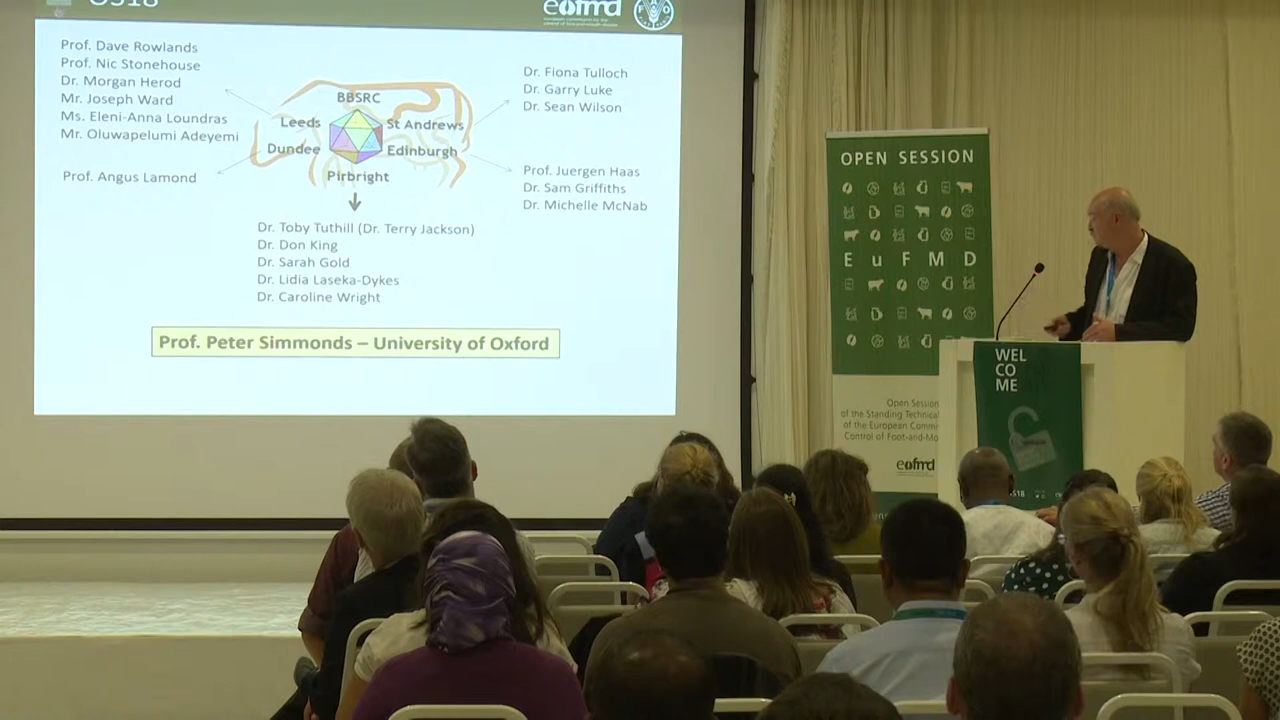 OS18
eofmd
Prof. Dave Rowlands
Prof. Nic Stonehouse
Dr. Morgan Herod
Mr. Joseph Ward
Ms. Eleni-Anna Loundras
Mr. Oluwapelumi Adeyemi
Prof. Angus Lamond
BBSRC
Leeds
St Andrews
Dundee
Edinburgh
Pirbright
Dr. Fiona Tulloch
Dr. Garry Luke
Dr. Sean Wilson
Prof. Juergen Haas
Dr. Sam Griffiths
Dr. Michelle McNab
Dr. Toby Tuthill (Dr. Terry Jackson)
Dr. Don King
Dr. Sarah Gold
Dr. Lidia Laseka-Dykes
Dr. Caroline Wright
Prof. Peter Simmonds – University of Oxford
OPEN SESSION
E u F M D
Open Session
of the Standing Technical
of the European Commi
Control of Foot-and-Mo
eofmd
WEL
CO
ME
OS18